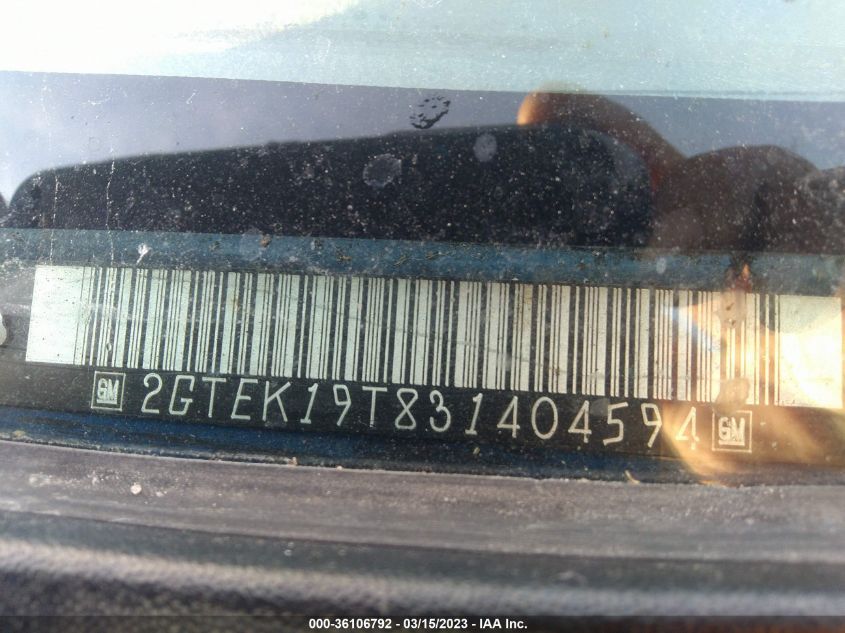 GM 2GTEK19T831404594 GM
000-36106792 - 03/15/2023 - IAA Inc.